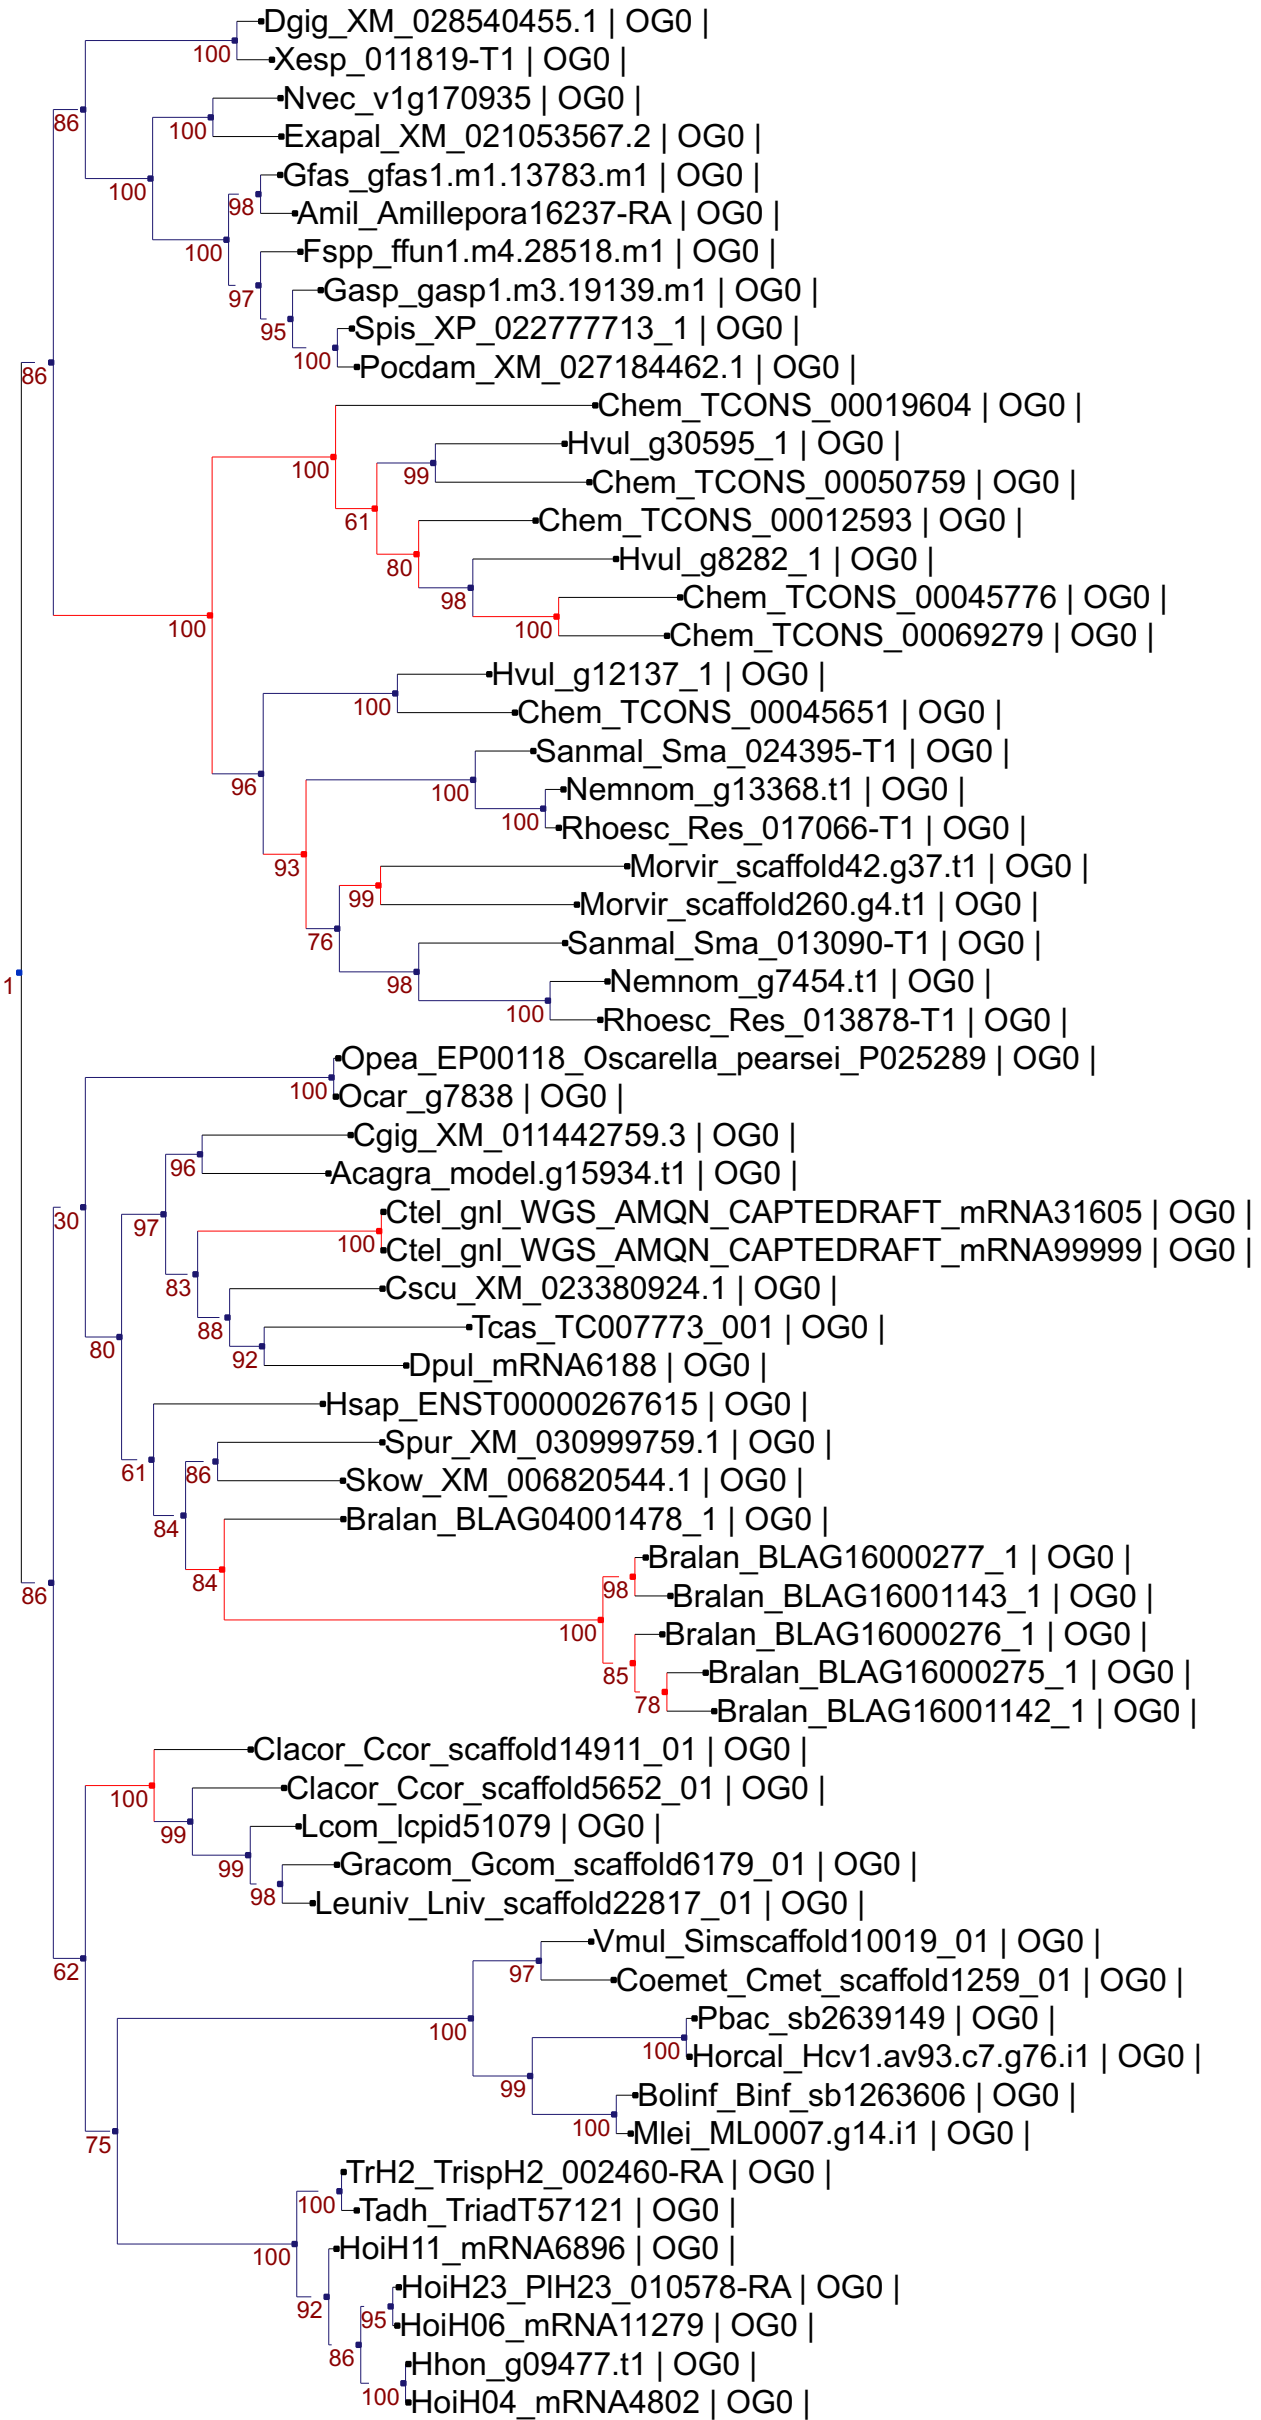 Dgig_XM_028540455.1 | OG0 |
100
Xesp_011819-T1 | OG0 |
Nvec_v1g170935 | OG0 |
86
100
Exapal_XM_021053567.2 | OG0 |
Gfas_gfas1.m1.13783.m1 | OG0 |
100
98
Amil_Amillepora16237-RA | OG0 |
100
Fspp_ffun1.m4.28518.m1 | OG0 |
97
Gasp_gasp1.m3.19139.m1 | OG0 |
95
Spis_XP_022777713_1 | OG0 |
100
Pocdam_XM_027184462.1 | OG0 |
86
Chem_TCONS_00019604 | OG0 |
Hvul_g30595_1 | OG0 |
100
99
Chem_TCONS_00050759 | OG0 |
61
Chem_TCONS_00012593 | OG0 |
Hvul_g8282_1 | OG0 |
80
98
Chem_TCONS_00045776 | OG0 |
100
100
Chem_TCONS_00069279 | OG0 |
Hvul_g12137_1 | OG0 |
100
Chem_TCONS_00045651 | OG0 |
Sanmal_Sma_024395-T1 | OG0 |
96
100
Nemnom_g13368.t1 | OG0 |
100
Rhoesc_Res_017066-T1 | OG0 |
93
Morvir_scaffold42.g37.t1 | OG0 |
99
Morvir_scaffold260.g4.t1 | OG0 |
76
Sanmal_Sma_013090-T1 | OG0 |
98
Nemnom_g7454.t1 | OG0 |
1
100
Rhoesc_Res_013878-T1 | OG0 |
Opea_EP00118_Oscarella_pearsei_P025289 | OG0 |
100
Ocar_g7838 | OG0 |
Cgig_XM_011442759.3 | OG0 |
96
Acagra_model.g15934.t1 | OG0 |
30
97
Ctel_gnl_WGS_AMQN_CAPTEDRAFT_mRNA31605 | OG0 |
100
Ctel_gnl_WGS_AMQN_CAPTEDRAFT_mRNA99999 | OG0 |
83
Cscu_XM_023380924.1 | OG0 |
88
Tcas_TC007773_001 | OG0 |
80
92
Dpul_mRNA6188 | OG0 |
Hsap_ENST00000267615 | OG0 |
Spur_XM_030999759.1 | OG0 |
61
86
Skow_XM_006820544.1 | OG0 |
84
Bralan_BLAG04001478_1 | OG0 |
Bralan_BLAG16000277_1 | OG0 |
86
84
98
Bralan_BLAG16001143_1 | OG0 |
100
Bralan_BLAG16000276_1 | OG0 |
85
Bralan_BLAG16000275_1 | OG0 |
78
Bralan_BLAG16001142_1 | OG0 |
Clacor_Ccor_scaffold14911_01 | OG0 |
100
Clacor_Ccor_scaffold5652_01 | OG0 |
99
Lcom_lcpid51079 | OG0 |
99
Gracom_Gcom_scaffold6179_01 | OG0 |
98
Leuniv_Lniv_scaffold22817_01 | OG0 |
Vmul_Simscaffold10019_01 | OG0 |
62
97
Coemet_Cmet_scaffold1259_01 | OG0 |
100
Pbac_sb2639149 | OG0 |
100
Horcal_Hcv1.av93.c7.g76.i1 | OG0 |
99
Bolinf_Binf_sb1263606 | OG0 |
100
Mlei_ML0007.g14.i1 | OG0 |
75
TrH2_TrispH2_002460-RA | OG0 |
100
Tadh_TriadT57121 | OG0 |
100
HoiH11_mRNA6896 | OG0 |
HoiH23_PIH23_010578-RA | OG0 |
92
95
HoiH06_mRNA11279 | OG0 |
86
Hhon_g09477.t1 | OG0 |
100
HoiH04_mRNA4802 | OG0 |